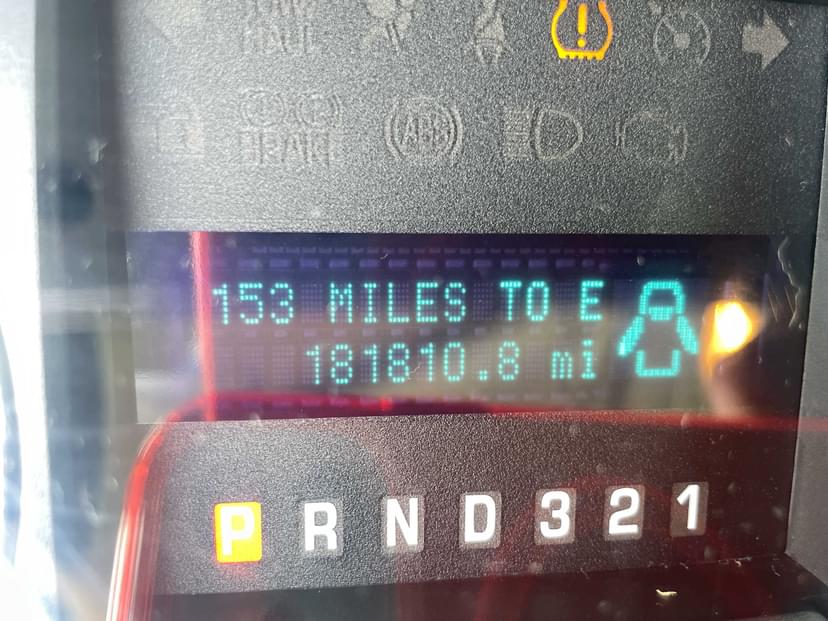 TOW
HAUL
!
BRAKE
ABS
153 MILES TO E
181810.8 mi
P R N D 3 2 1